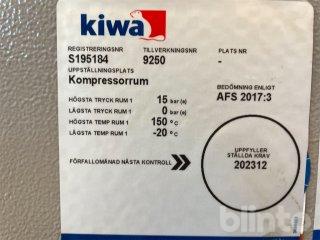 kiwa
REGISTRERINGSNR TILLVERKNINGSNR PLATS NR
S195184 9250 -
UPPSTÄLLNINGSPLATS
Kompressorrum
BEDÖMNING ENLIGT
AFS 2017:3
HÖGSTA TRYCK RUM 1 15 bar (e)
LÄGSTA TRYCK RUM 1 0 bar (e)
HÖGSTA TEMP RUM 1 150 °C
LÄGSTA TEMP RUM 1 -20 °C
FÖRFALLOMÅNAD NÄSTA KONTROLL
UPPFYLLER
STÄLLDA KRAV
202312
blinto